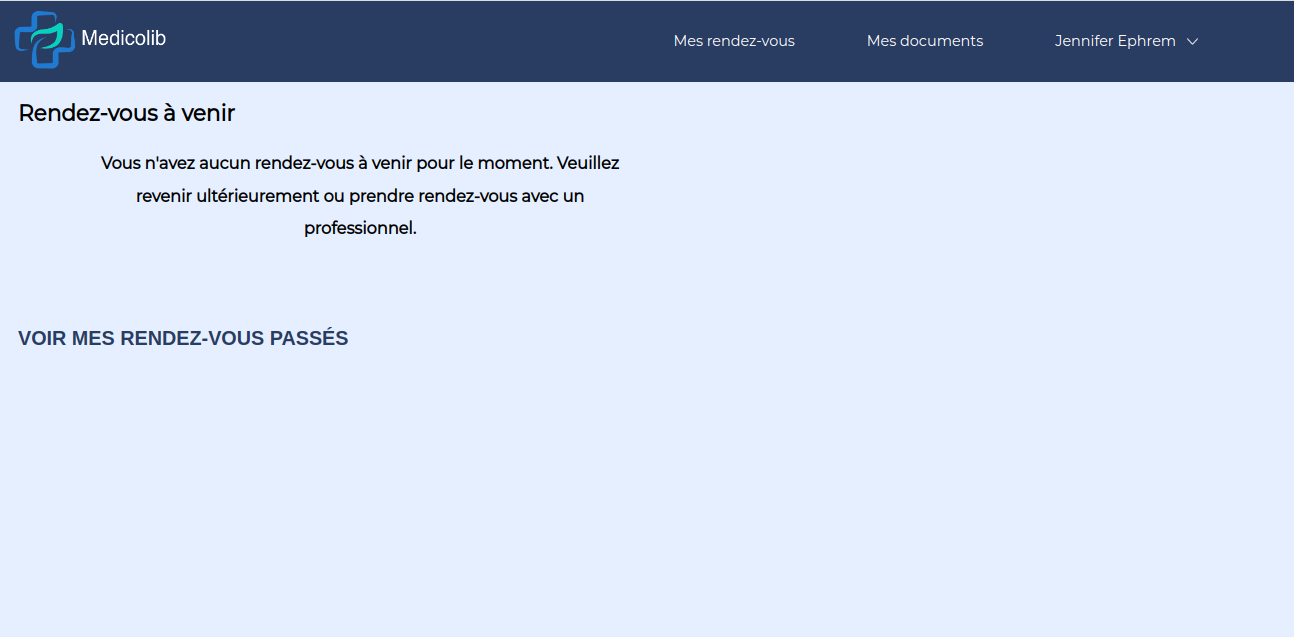 Medicolib
Mes rendez-vous
Mes documents
Jennifer Ephrem
Rendez-vous à venir
Vous n'avez aucun rendez-vous à venir pour le moment. Veuillez
revenir ultérieurement ou prendre rendez-vous avec un
professionnel.
VOIR MES RENDEZ-VOUS PASSÉS